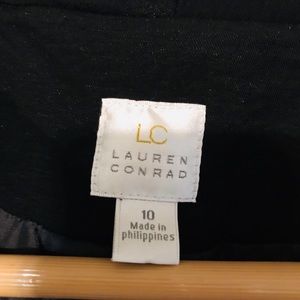 LC
LAUREN
CONRAD
10
Made in
philippines